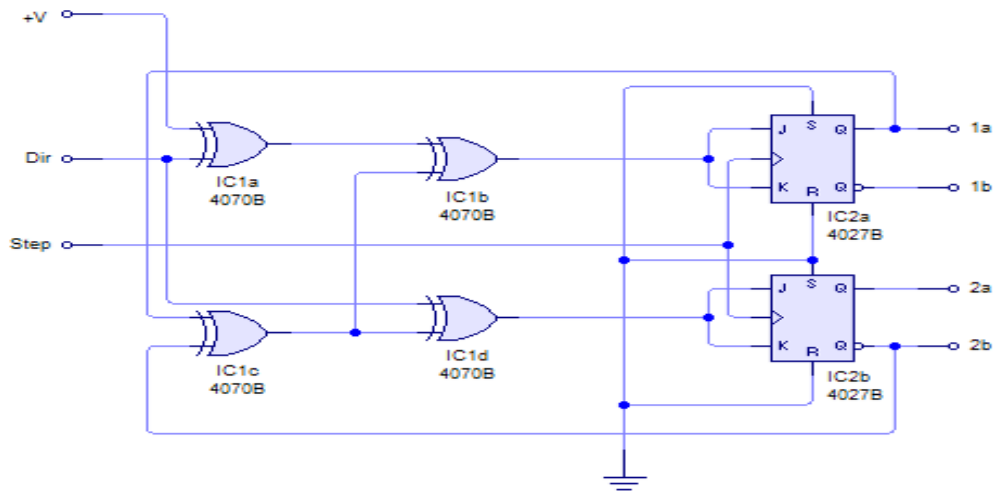 +V
Dir
Step
IC1a
4070B
IC1b
4070B
IC1c
4070B
IC1d
4070B
J S Q
K R Q
IC2a
4027B
1a
1b
J S Q
K R Q
IC2b
4027B
2a
2b